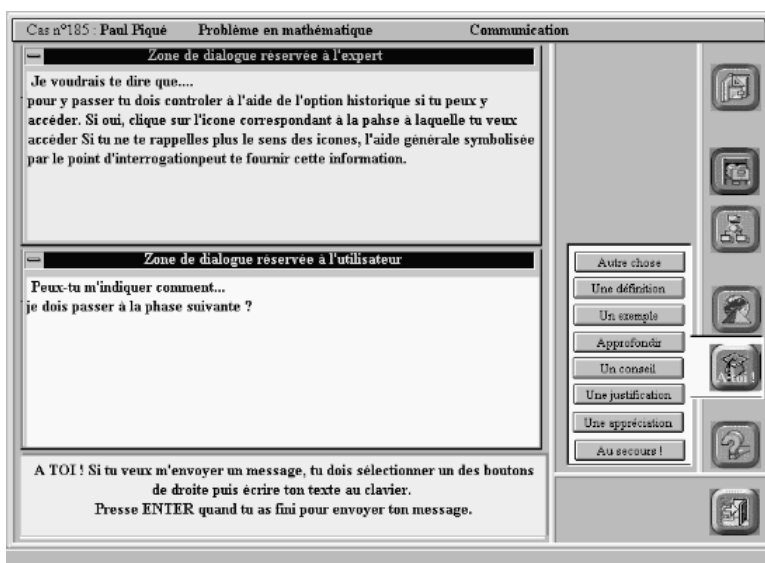 Cas n°185 : Paul Piqué Problème en mathématique Communication
Zone de dialogue réservée à l'expert
Je voudrais te dire que....
pour y passer tu dois controler à l'aide de l'option historique si tu peux y
accéder. Si oui, clique sur l'icone correspondant à la pahse à laquelle tu veux
accéder Si tu ne te rappelles plus le sens des icones, l'aide générale symbolisée
par le point d'interrogationpeut te fournir cette information.
Zone de dialogue réservée à l'utilisateur
Peux-tu m'indiquer comment...
je dois passer à la phase suivante ?
Autre chose
Une définition
Un exemple
Approfondir
Un conseil
Une justification
Une appréciation
Au secours !
A toi !
A TOI ! Si tu veux m'envoyer un message, tu dois sélectionner un des boutons
de droite puis écrire ton texte au clavier.
Presse ENTER quand tu as fini pour envoyer ton message.